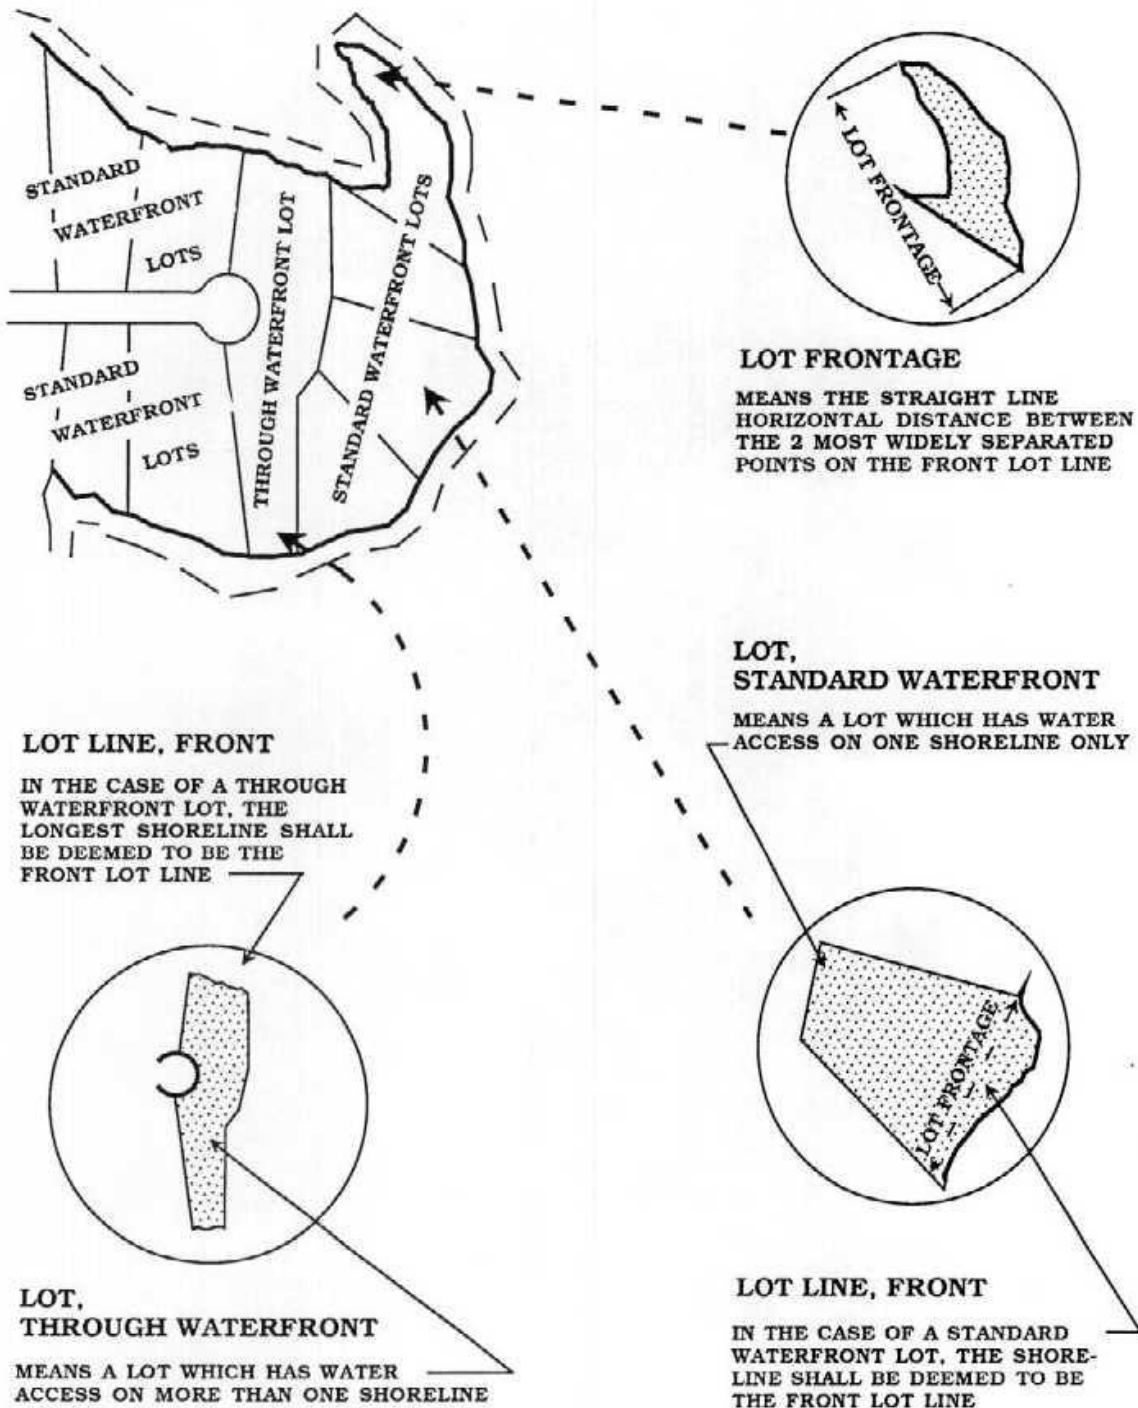 STANDARD
WATERFRONT
LOTS
STANDARD
WATERFRONT
LOTS
THROUGH WATERFRONT LOT
STANDARD WATERFRONT LOTS
LOT FRONTAGE
LOT FRONTAGE
MEANS THE STRAIGHT LINE
HORIZONTAL DISTANCE BETWEEN
THE 2 MOST WIDELY SEPARATED
POINTS ON THE FRONT LOT LINE
LOT,
STANDARD WATERFRONT
MEANS A LOT WHICH HAS WATER
ACCESS ON ONE SHORELINE ONLY
LOT LINE, FRONT
IN THE CASE OF A THROUGH
WATERFRONT LOT, THE
LONGEST SHORELINE SHALL
BE DEEMED TO BE THE
FRONT LOT LINE
LOT FRONTAGE
LOT,
THROUGH WATERFRONT
MEANS A LOT WHICH HAS WATER
ACCESS ON MORE THAN ONE SHORELINE
LOT LINE, FRONT
IN THE CASE OF A STANDARD
WATERFRONT LOT, THE SHORE-
LINE SHALL BE DEEMED TO BE
THE FRONT LOT LINE